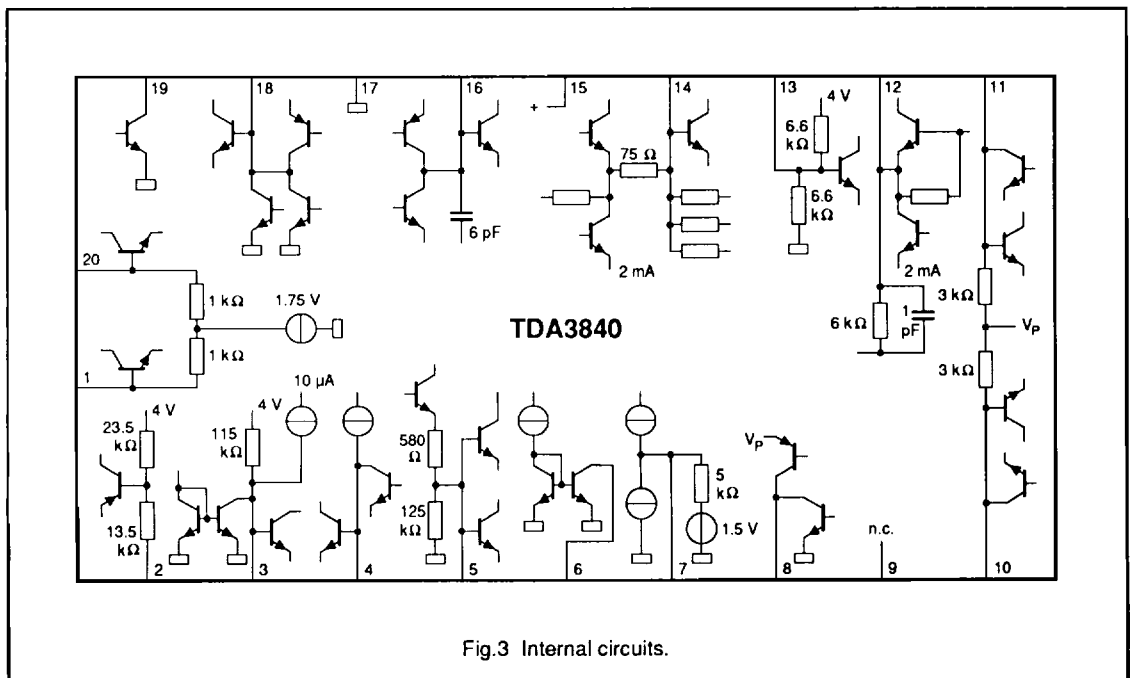 19 18 17 16 15 14 13 12 11
+ 4 V
75 Ω 6.6 kΩ
6.6 kΩ
6 pF 2 mA 2 mA
20
1 kΩ 1.75 V 3 kΩ
TDA3840 6 kΩ 1 pF VP
1 kΩ 3 kΩ
1
10 µA
4 V 4 V
23.5 kΩ 115 kΩ 580 Ω VP
5 kΩ
13.5 kΩ 125 kΩ 1.5 V n.c.
2 3 4 5 6 7 8 9 10
Fig.3 Internal circuits.